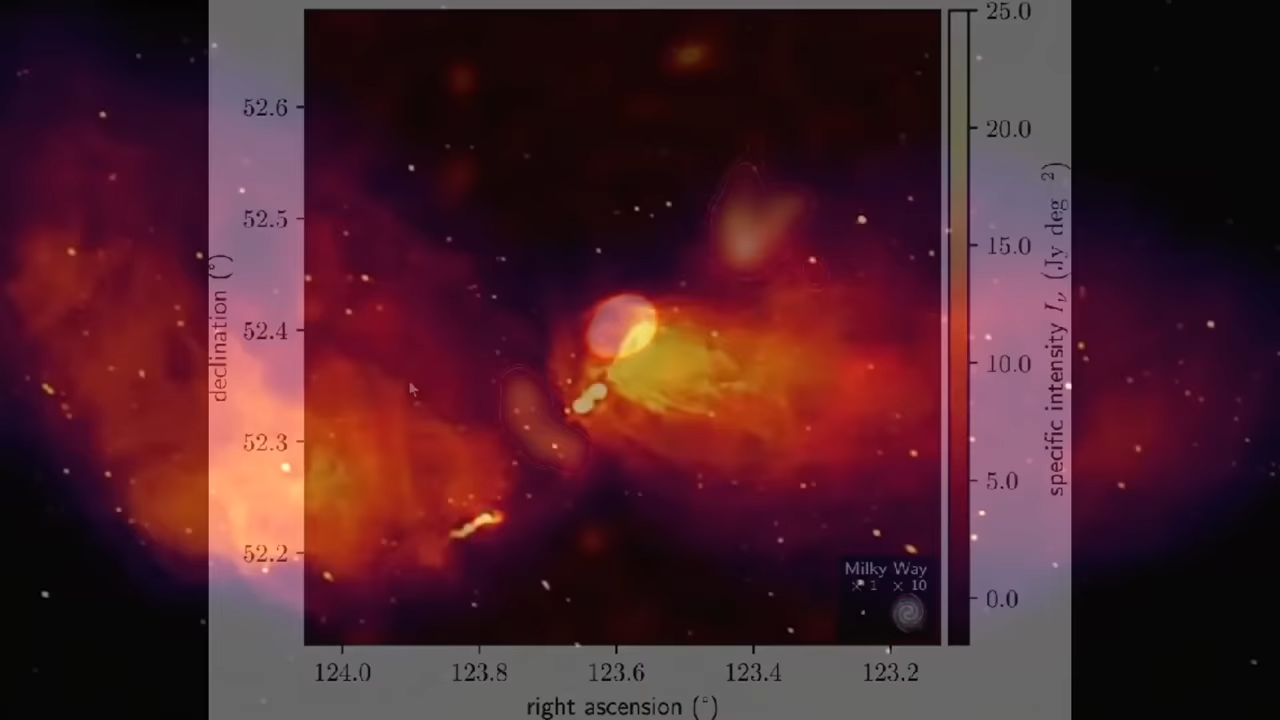 25.0
20.0
15.0
10.0
5.0
0.0
specific intensity Iν (Jy deg⁻²)
52.6
52.5
52.4
52.3
52.2
declination (°)
Milky Way
× 1 × 10
124.0 123.8 123.6 123.4 123.2
right ascension (°)